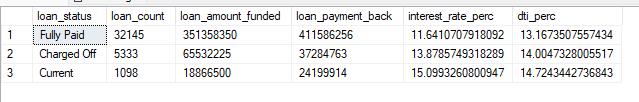 loan_status loan_count loan_amount_funded loan_payment_back interest_rate_perc dti_perc
1 Fully Paid 32145 351358350 411586256 11.6410707918092 13.1673507557434
2 Charged Off 5333 65532225 37284763 13.8785749318289 14.0047328005517
3 Current 1098 18866500 24199914 15.0993260800947 14.7243442736843